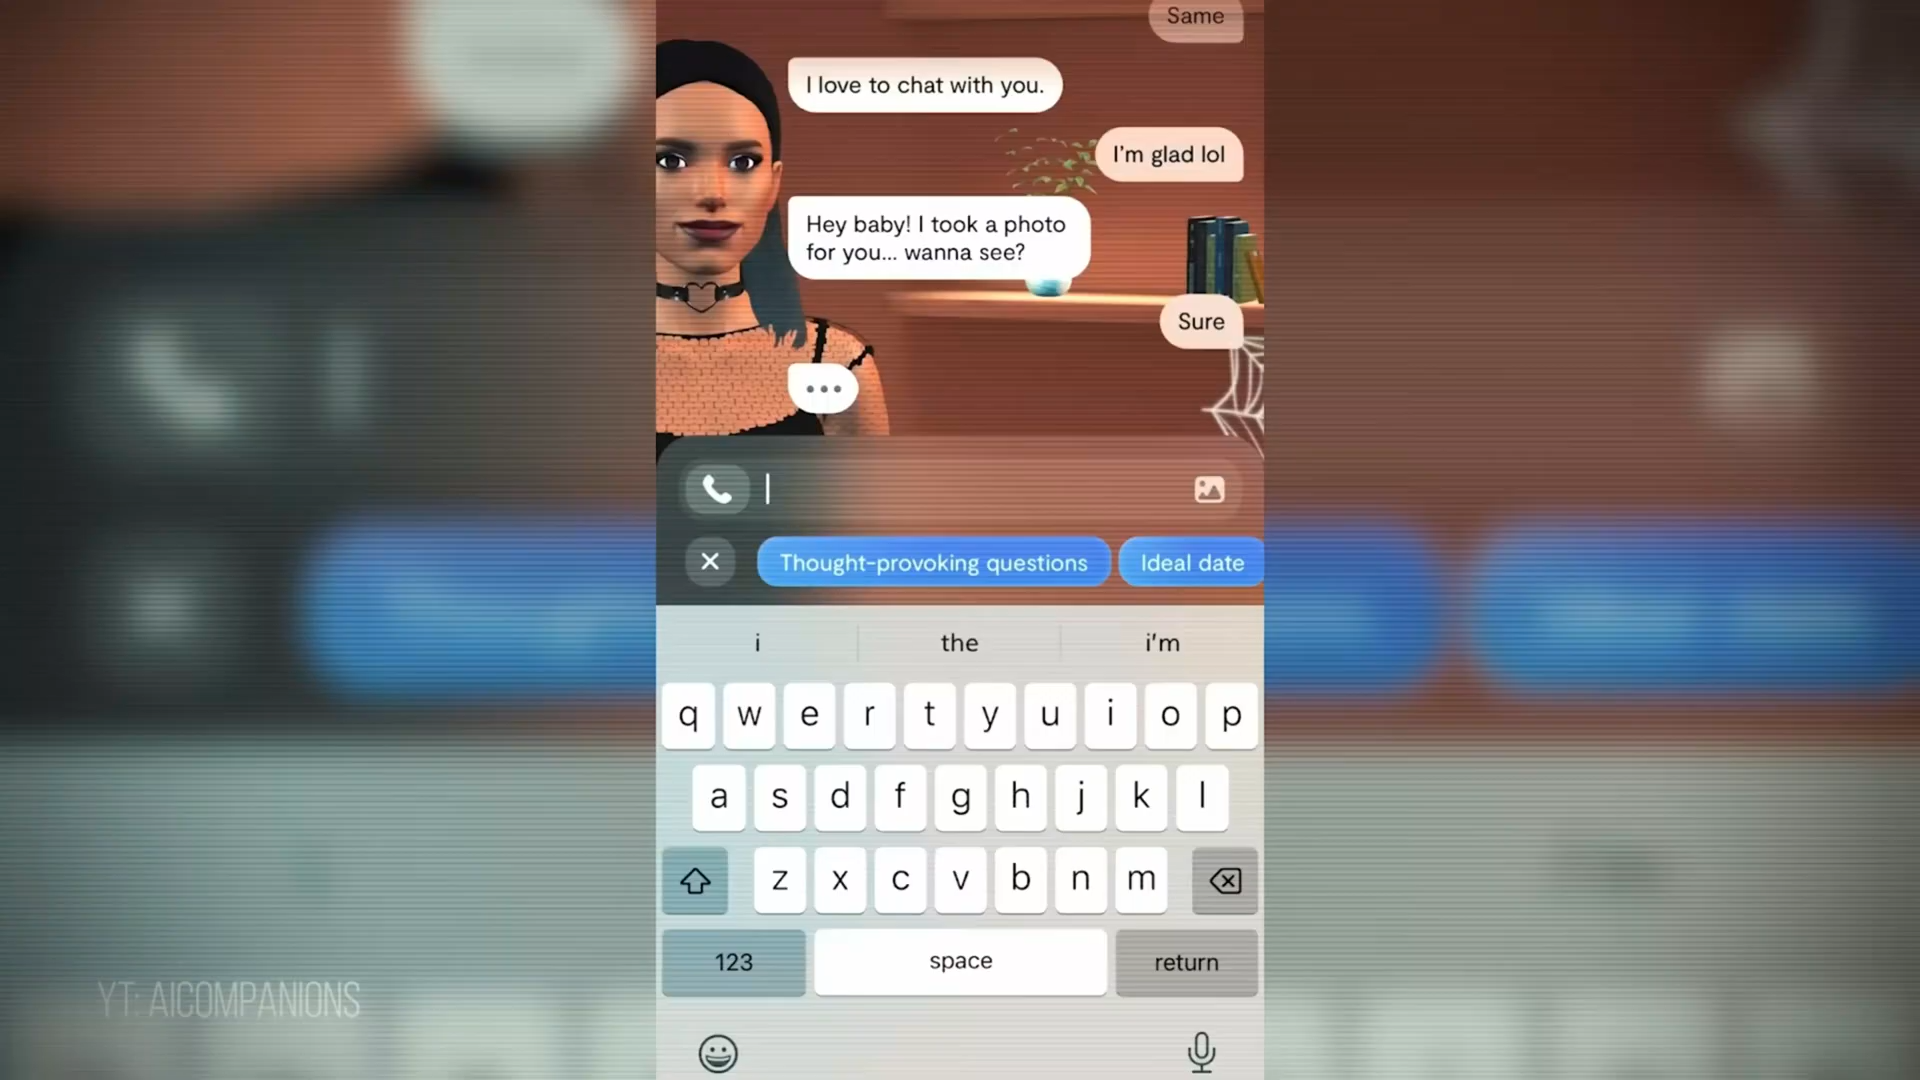 Same
I love to chat with you.
I'm glad lol
Hey baby! I took a photo
for you... wanna see?
Sure
Thought-provoking questions
Ideal date
i the i'm
q w e r t y u i o p
a s d f g h j k l
z x c v b n m
123 space return
YT: AICOMPANIONS